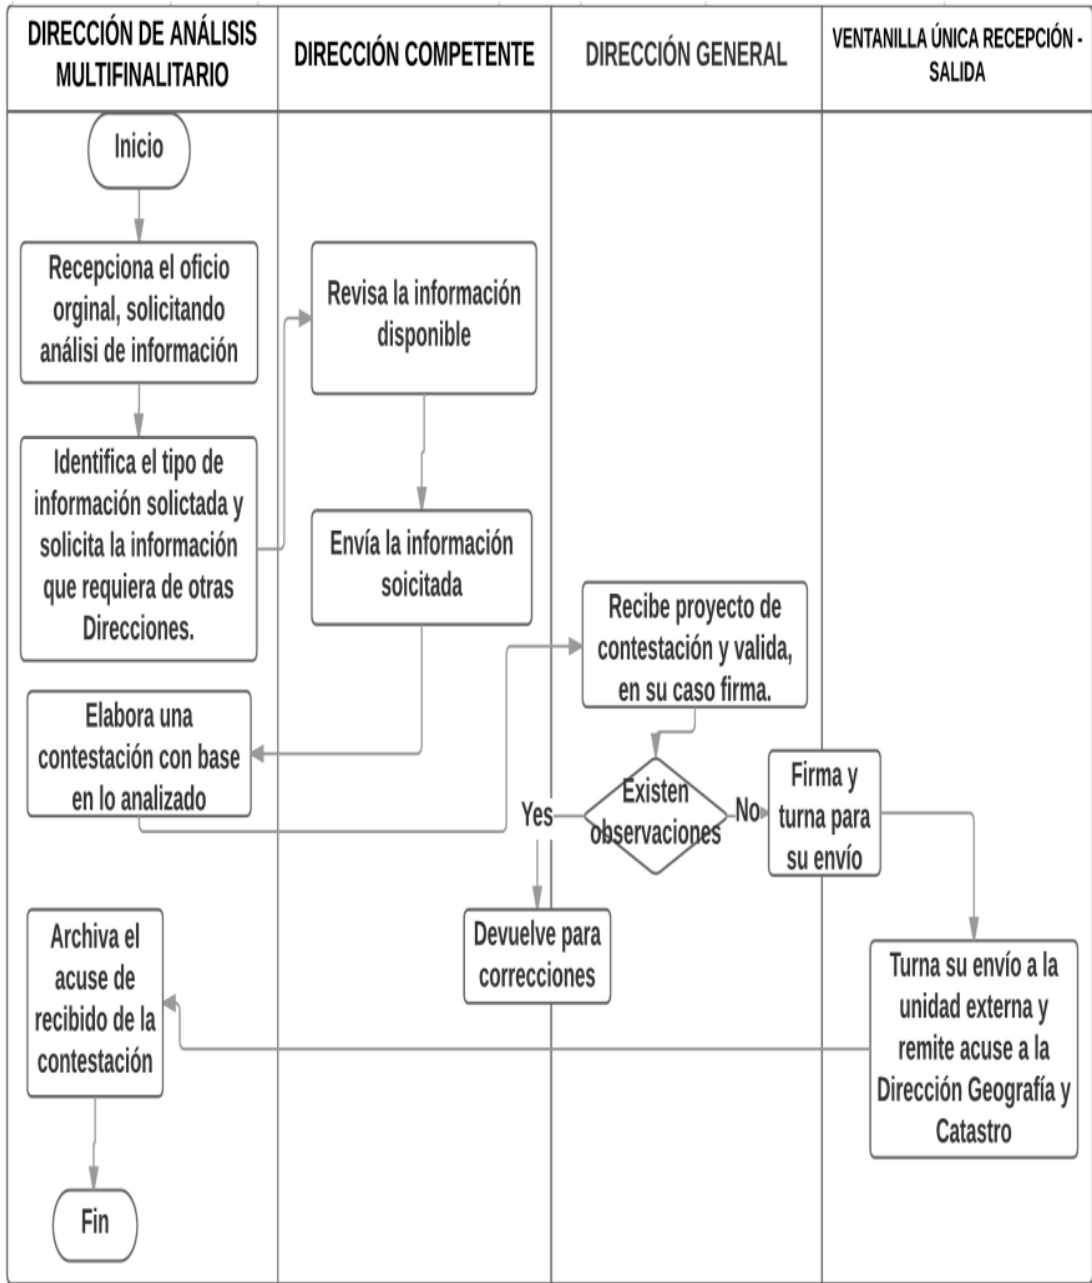 DIRECCIÓN DE ANÁLISIS
MULTIFINALITARIO
DIRECCIÓN COMPETENTE
DIRECCIÓN GENERAL
VENTANILLA ÚNICA RECEPCIÓN -
SALIDA
Inicio
Recepciona el oficio
orginal, solicitando
análisi de información
Identifica el tipo de
información solictada y
solicita la información
que requiera de otras
Direcciones.
Revisa la información
disponible
Envía la información
soicitada
Elabora una
contestación con base
en lo analizado
Recibe proyecto de
contestación y valida,
en su caso firma.
Existen
observaciones
Yes
No
Devuelve para
correcciones
Firma y
turna para
su envío
Turna su envío a la
unidad externa y
remite acuse a la
Dirección Geografía y
Catastro
Archiva el
acuse de
recibido de la
contestación
Fin